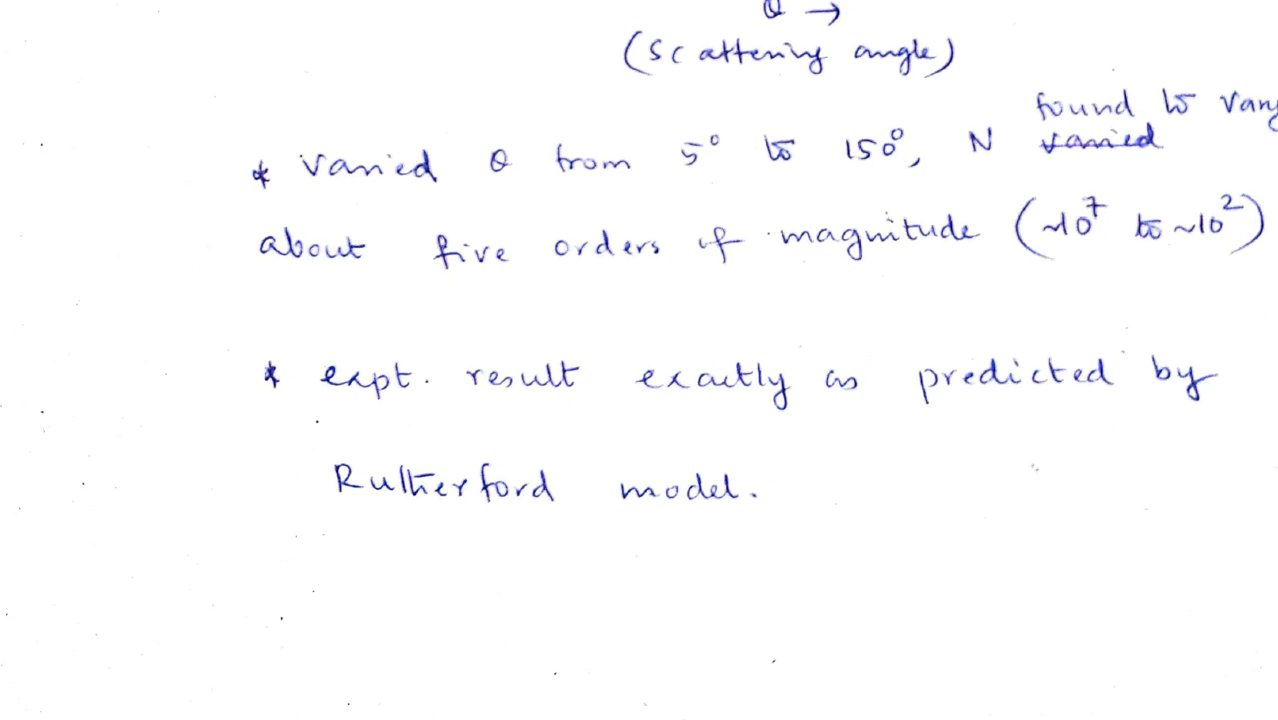 θ →
(scattering angle)
found to vary
* varied θ from 5° to 150°, N varied
about five orders of magnitude (~10⁷ to ~10²)
* expt. result exactly as predicted by
Rutherford model.